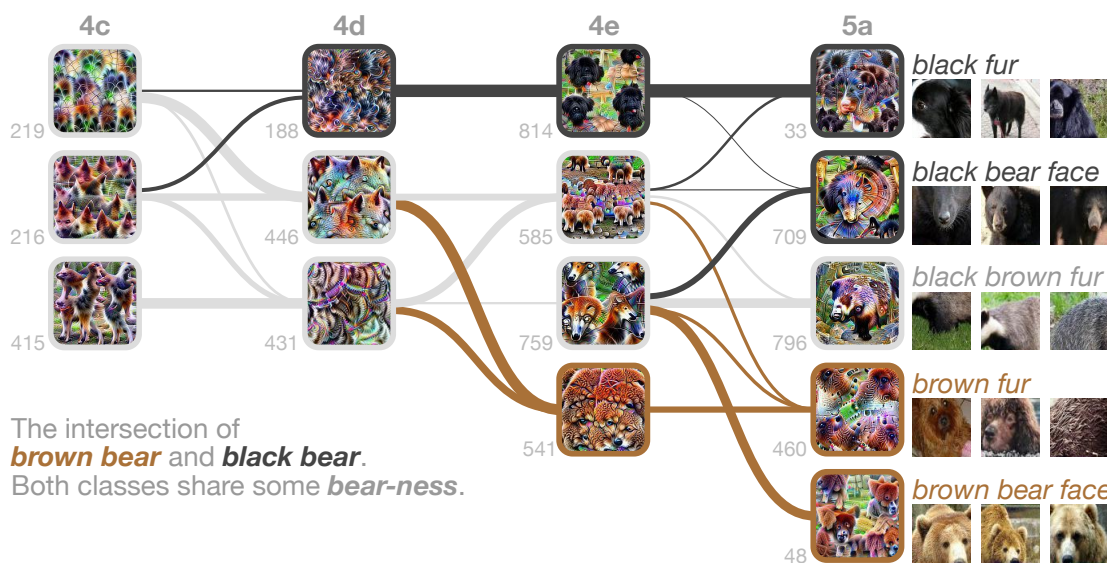 4c 4d 4e 5a
black fur
219 188 814 33
black bear face
216 446 585 709
black brown fur
415 431 759 796
brown fur
The intersection of
brown bear and black bear.
Both classes share some bear-ness.
541 460
brown bear face
48